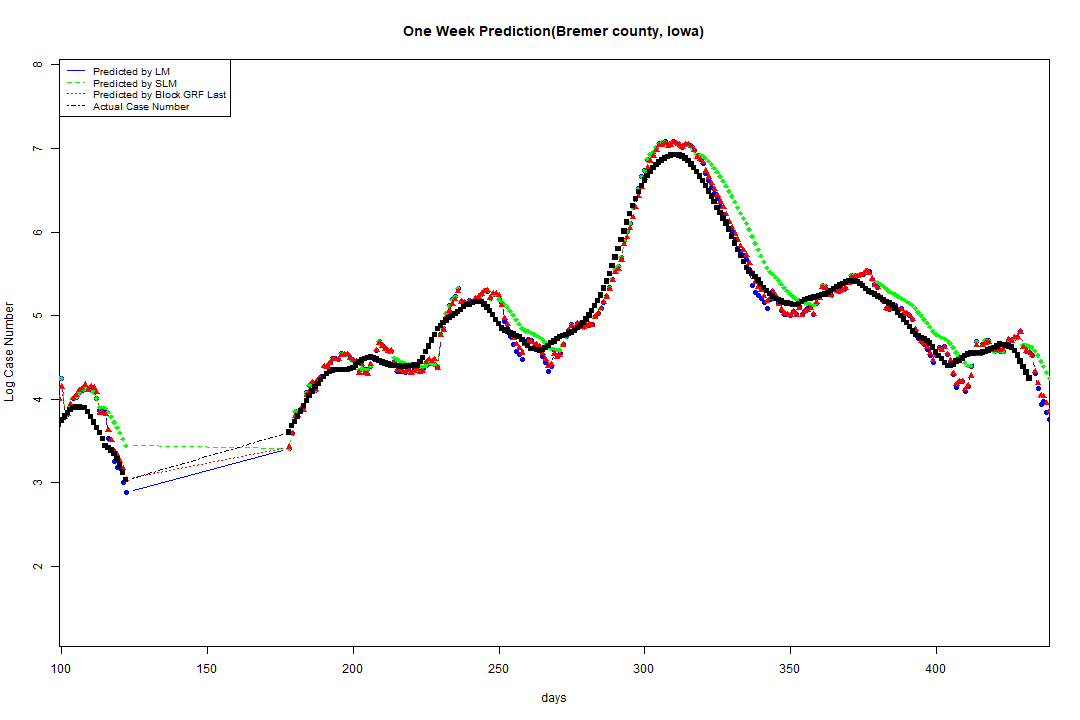 One Week Prediction(Bremer county, Iowa)
Predicted by LM
Predicted by SLM
Predicted by Block GRF Last
Actual Case Number
8
7
6
5
4
3
2
Log Case Number
100 150 200 250 300 350 400
days